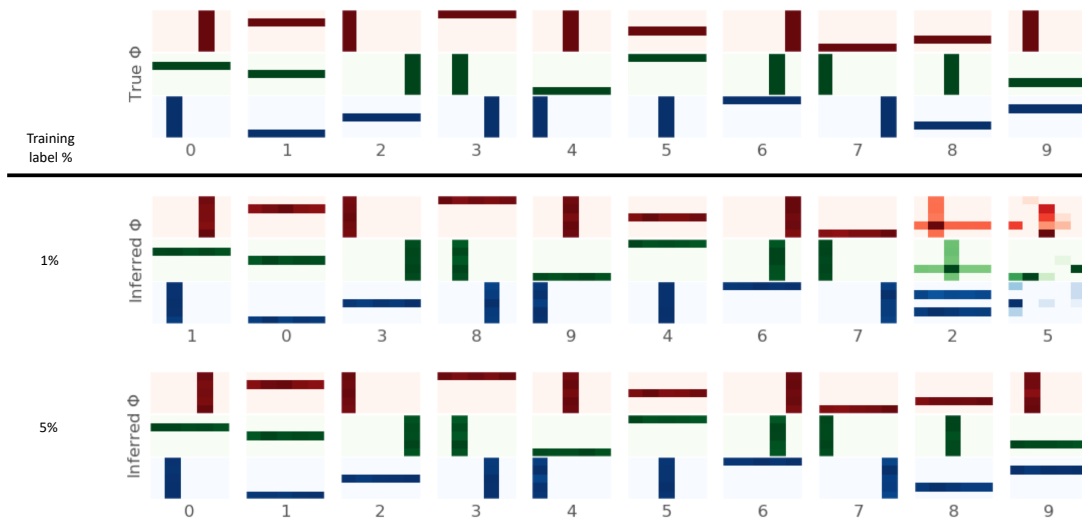 True Φ
Training
label %
0 1 2 3 4 5 6 7 8 9
1%
Inferred Φ
1 0 3 8 9 4 6 7 2 5
5%
Inferred Φ
0 1 2 3 4 5 6 7 8 9